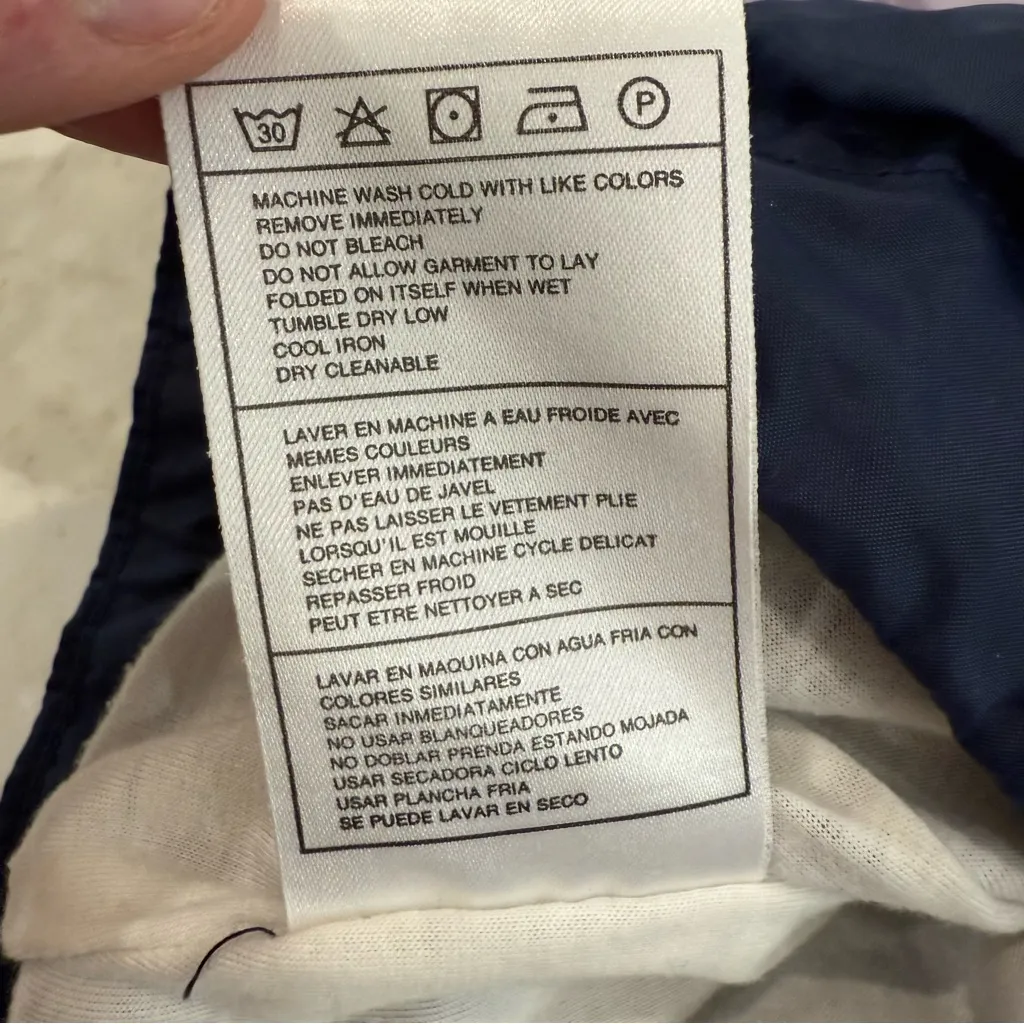 30 P
MACHINE WASH COLD WITH LIKE COLORS
REMOVE IMMEDIATELY
DO NOT BLEACH
DO NOT ALLOW GARMENT TO LAY
FOLDED ON ITSELF WHEN WET
TUMBLE DRY LOW
COOL IRON
DRY CLEANABLE
LAVER EN MACHINE A EAU FROIDE AVEC
MEMES COULEURS
ENLEVER IMMEDIATEMENT
PAS D'EAU DE JAVEL
NE PAS LAISSER LE VETEMENT PLIE
LORSQU'IL EST MOUILLE
SECHER EN MACHINE CYCLE DELICAT
REPASSER FROID
PEUT ETRE NETTOYER A SEC
LAVAR EN MAQUINA CON AGUA FRIA CON
COLORES SIMILARES
SACAR INMEDIATAMENTE
NO USAR BLANQUEADORES
NO DOBLAR PRENDA ESTANDO MOJADA
USAR SECADORA CICLO LENTO
USAR PLANCHA FRIA
SE PUEDE LAVAR EN SECO